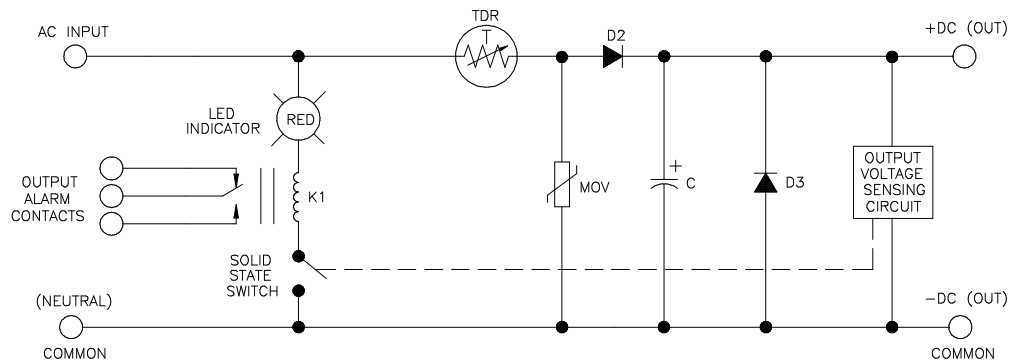 TDR
T
AC INPUT
D2
+DC (OUT)
LED
INDICATOR
RED
OUTPUT
ALARM
CONTACTS
K1
MOV
+
C
D3
OUTPUT
VOLTAGE
SENSING
CIRCUIT
SOLID
STATE
SWITCH
(NEUTRAL)
COMMON
-DC (OUT)
COMMON